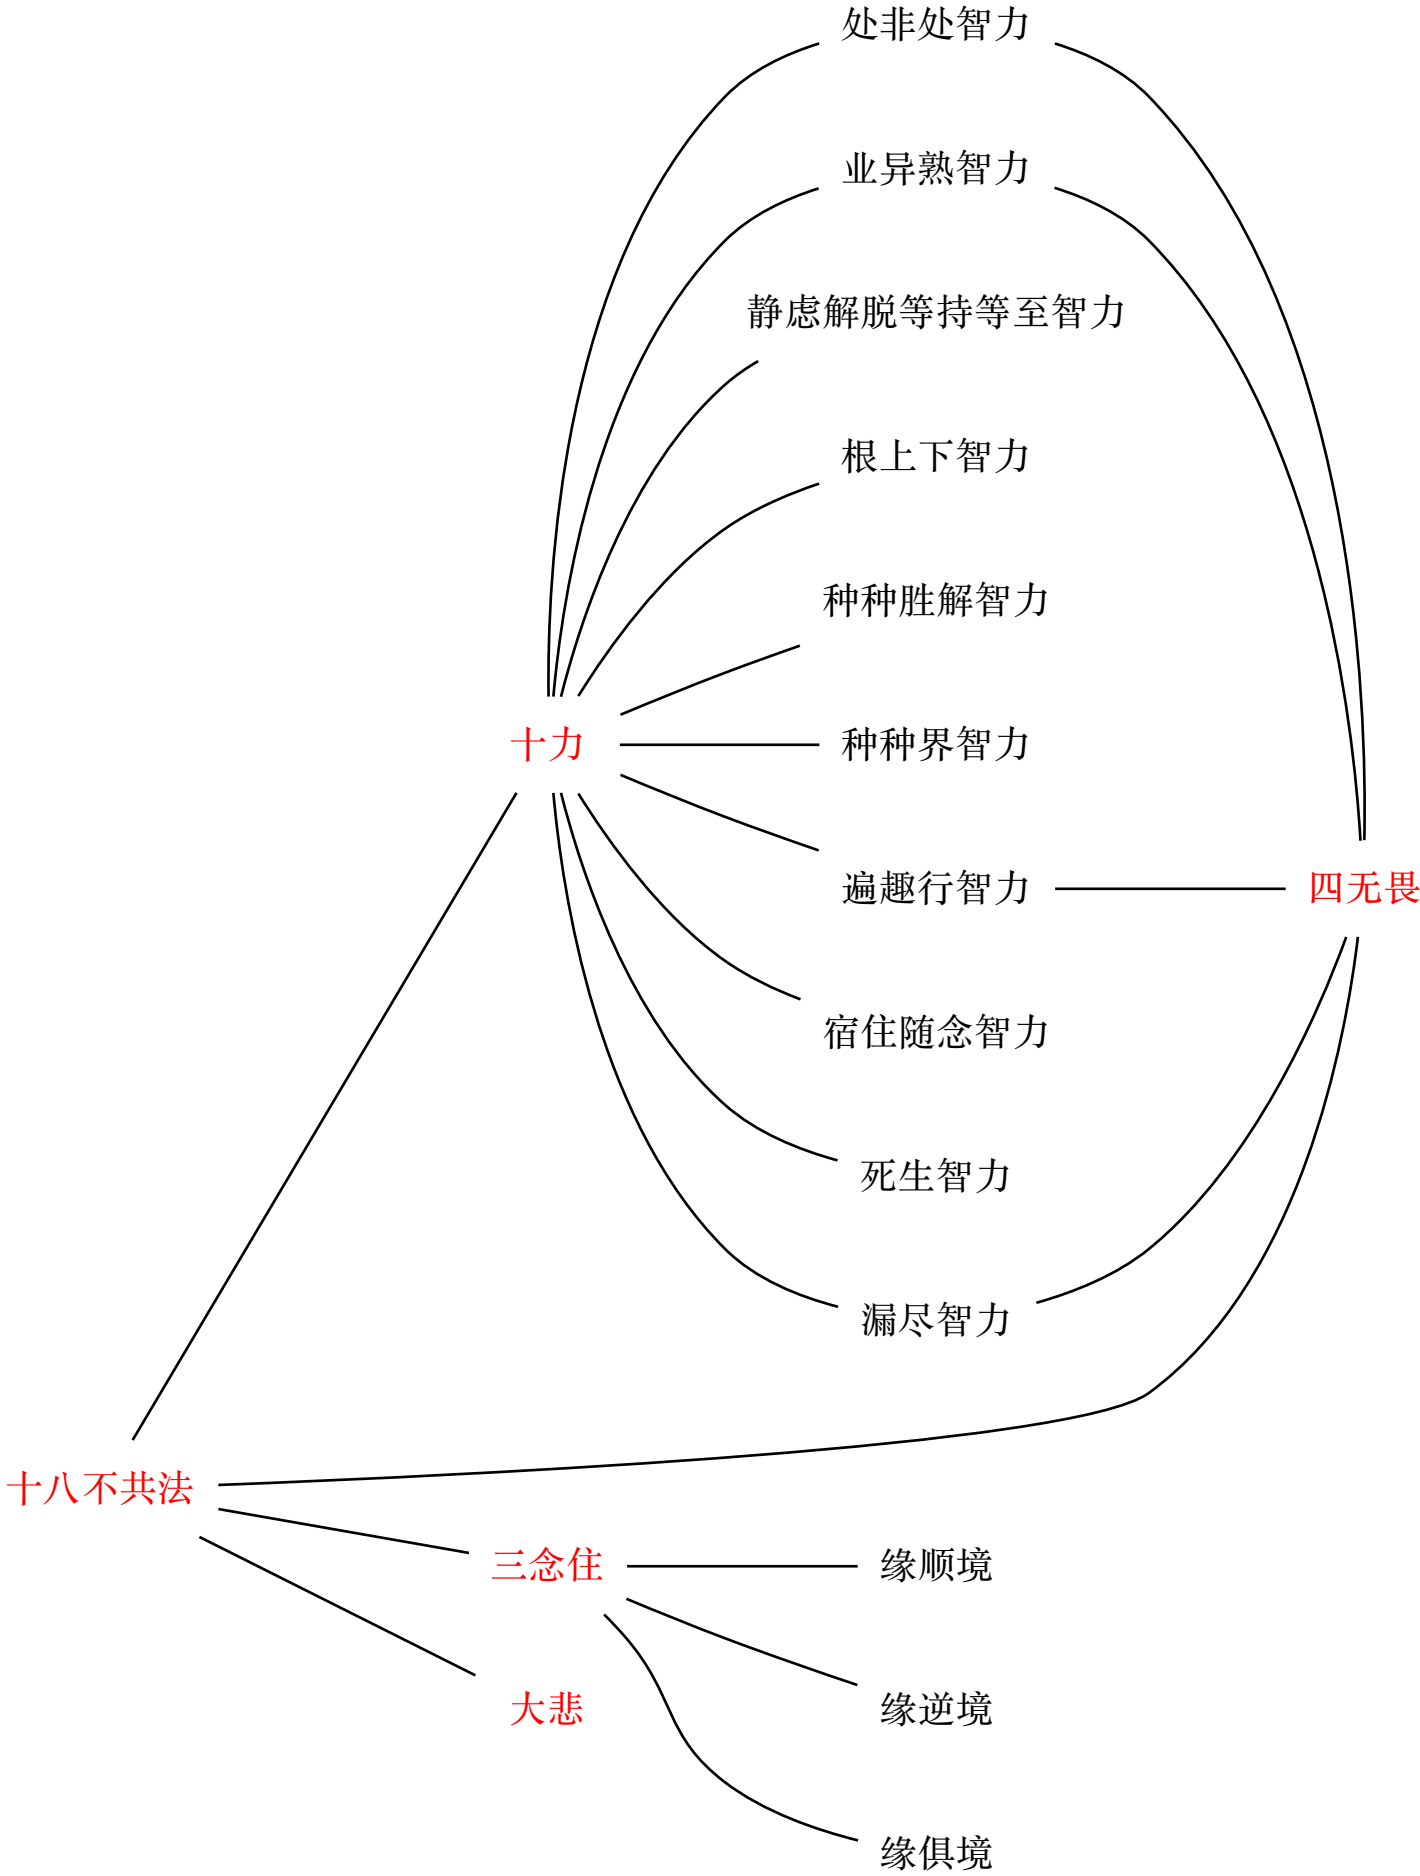 处非处智力
业异熟智力
静虑解脱等持等至智力
根上下智力
种种胜解智力
十力
种种界智力
遍趣行智力
四无畏
宿住随念智力
死生智力
漏尽智力
十八不共法
三念住
缘顺境
大悲
缘逆境
缘俱境